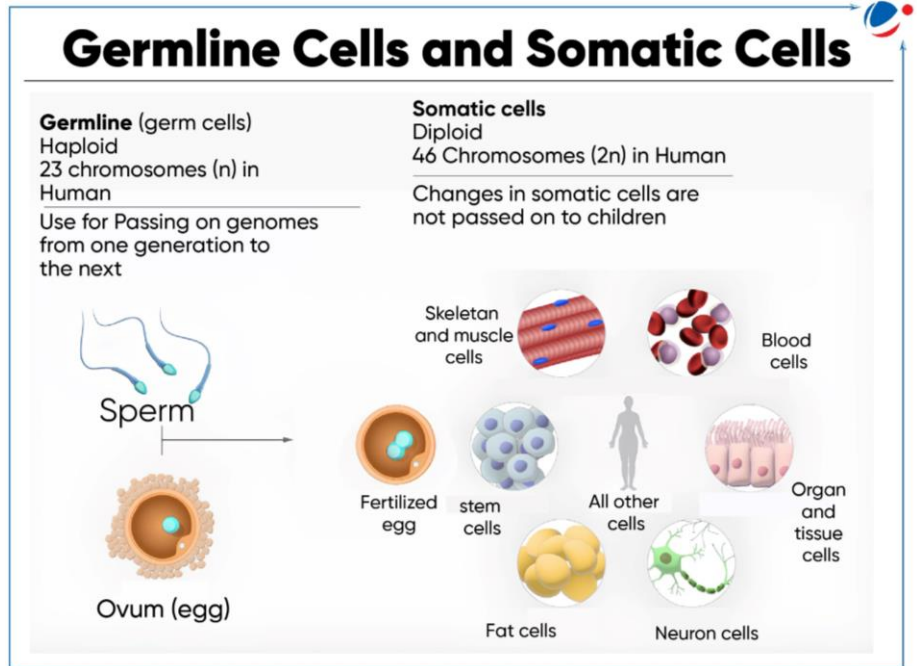 Germline Cells and Somatic Cells
Germline (germ cells)
Haploid
23 chromosomes (n) in
Human
Use for Passing on genomes
from one generation to
the next
Somatic cells
Diploid
46 Chromosomes (2n) in Human
Changes in somatic cells are
not passed on to children
Sperm
Ovum (egg)
Skeletan
and muscle
cells
Blood
cells
Fertilized
egg
stem
cells
All other
cells
Organ
and
tissue
cells
Fat cells
Neuron cells